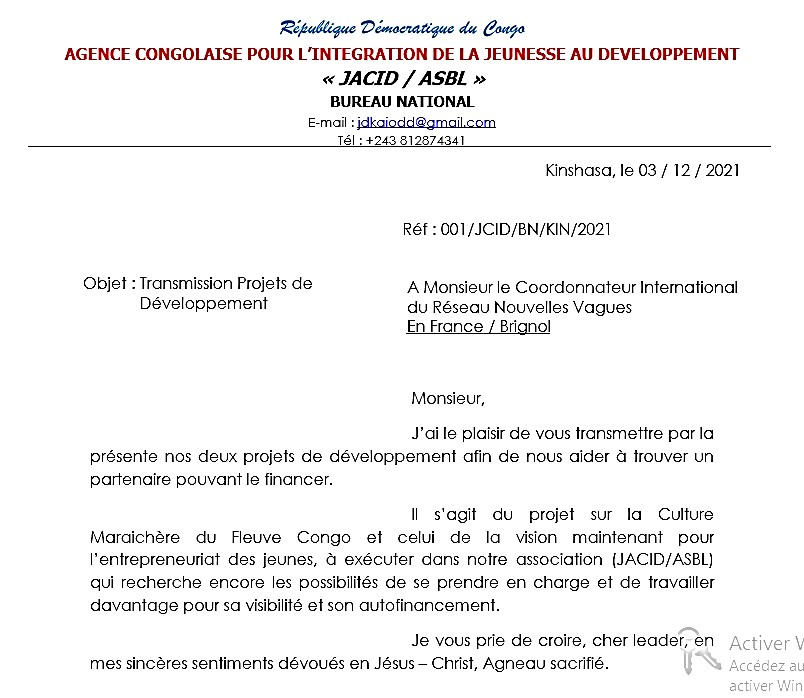 République Démocratique du Congo
AGENCE CONGOLAISE POUR L'INTEGRATION DE LA JEUNESSE AU DEVELOPPEMENT
« JACID / ASBL »
BUREAU NATIONAL
E-mail : jdkaiodd@gmail.com
Tél : +243 812874341
Kinshasa, le 03 / 12 / 2021
Réf : 001/JCID/BN/KIN/2021
Objet : Transmission Projets de
Développement
A Monsieur le Coordonnateur International
du Réseau Nouvelles Vagues
En France / Brignol
Monsieur,
J'ai le plaisir de vous transmettre par la
présente nos deux projets de développement afin de nous aider à trouver un
partenaire pouvant le financer.
Il s'agit du projet sur la Culture
Maraichère du Fleuve Congo et celui de la vision maintenant pour
l'entrepreneuriat des jeunes, à exécuter dans notre association (JACID/ASBL)
qui recherche encore les possibilités de se prendre en charge et de travailler
davantage pour sa visibilité et son autofinancement.
Je vous prie de croire, cher leader, en
mes sincères sentiments dévoués en Jésus – Christ, Agneau sacrifié.
Activer W
Accédez au
activer Win